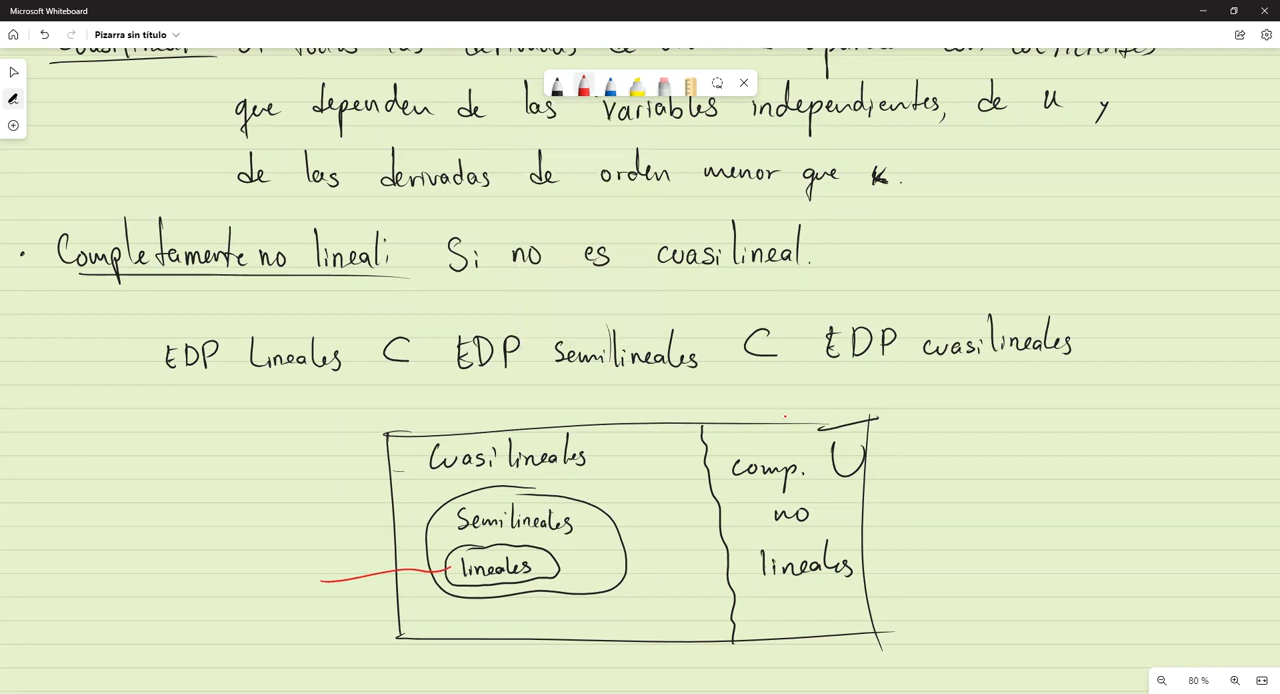 Microsoft Whiteboard
Pizarra sin título
que dependen de las variables independientes, de u y
de las derivadas de orden menor que k.
· Completamente no lineal: Si no es cuasilineal.
EDP Lineales ⊂ EDP Semilineales ⊂ EDP cuasilineales
Cuasilineales
Semilineales
lineales
comp. U
no
lineales
80 %